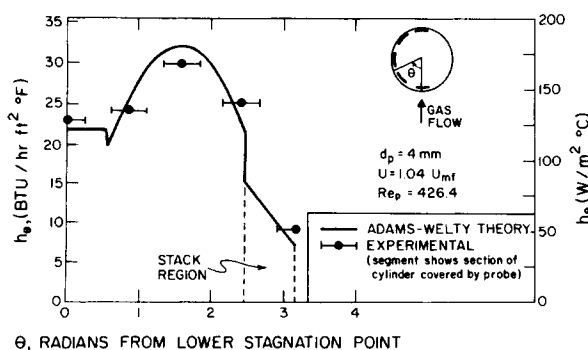 35
30
25
20
15
10
5
0
h_θ, (BTU/hr ft² °F)
200
150
100
50
0
h_θ (W/m² °C)
0 1 2 3 4
θ
GAS
FLOW
d_p = 4 mm
U = 1.04 U_mf
Re_p = 426.4
ADAMS-WELTY THEORY
EXPERIMENTAL
(segment shows section of
cylinder covered by probe)
STACK
REGION
θ, RADIANS FROM LOWER STAGNATION POINT